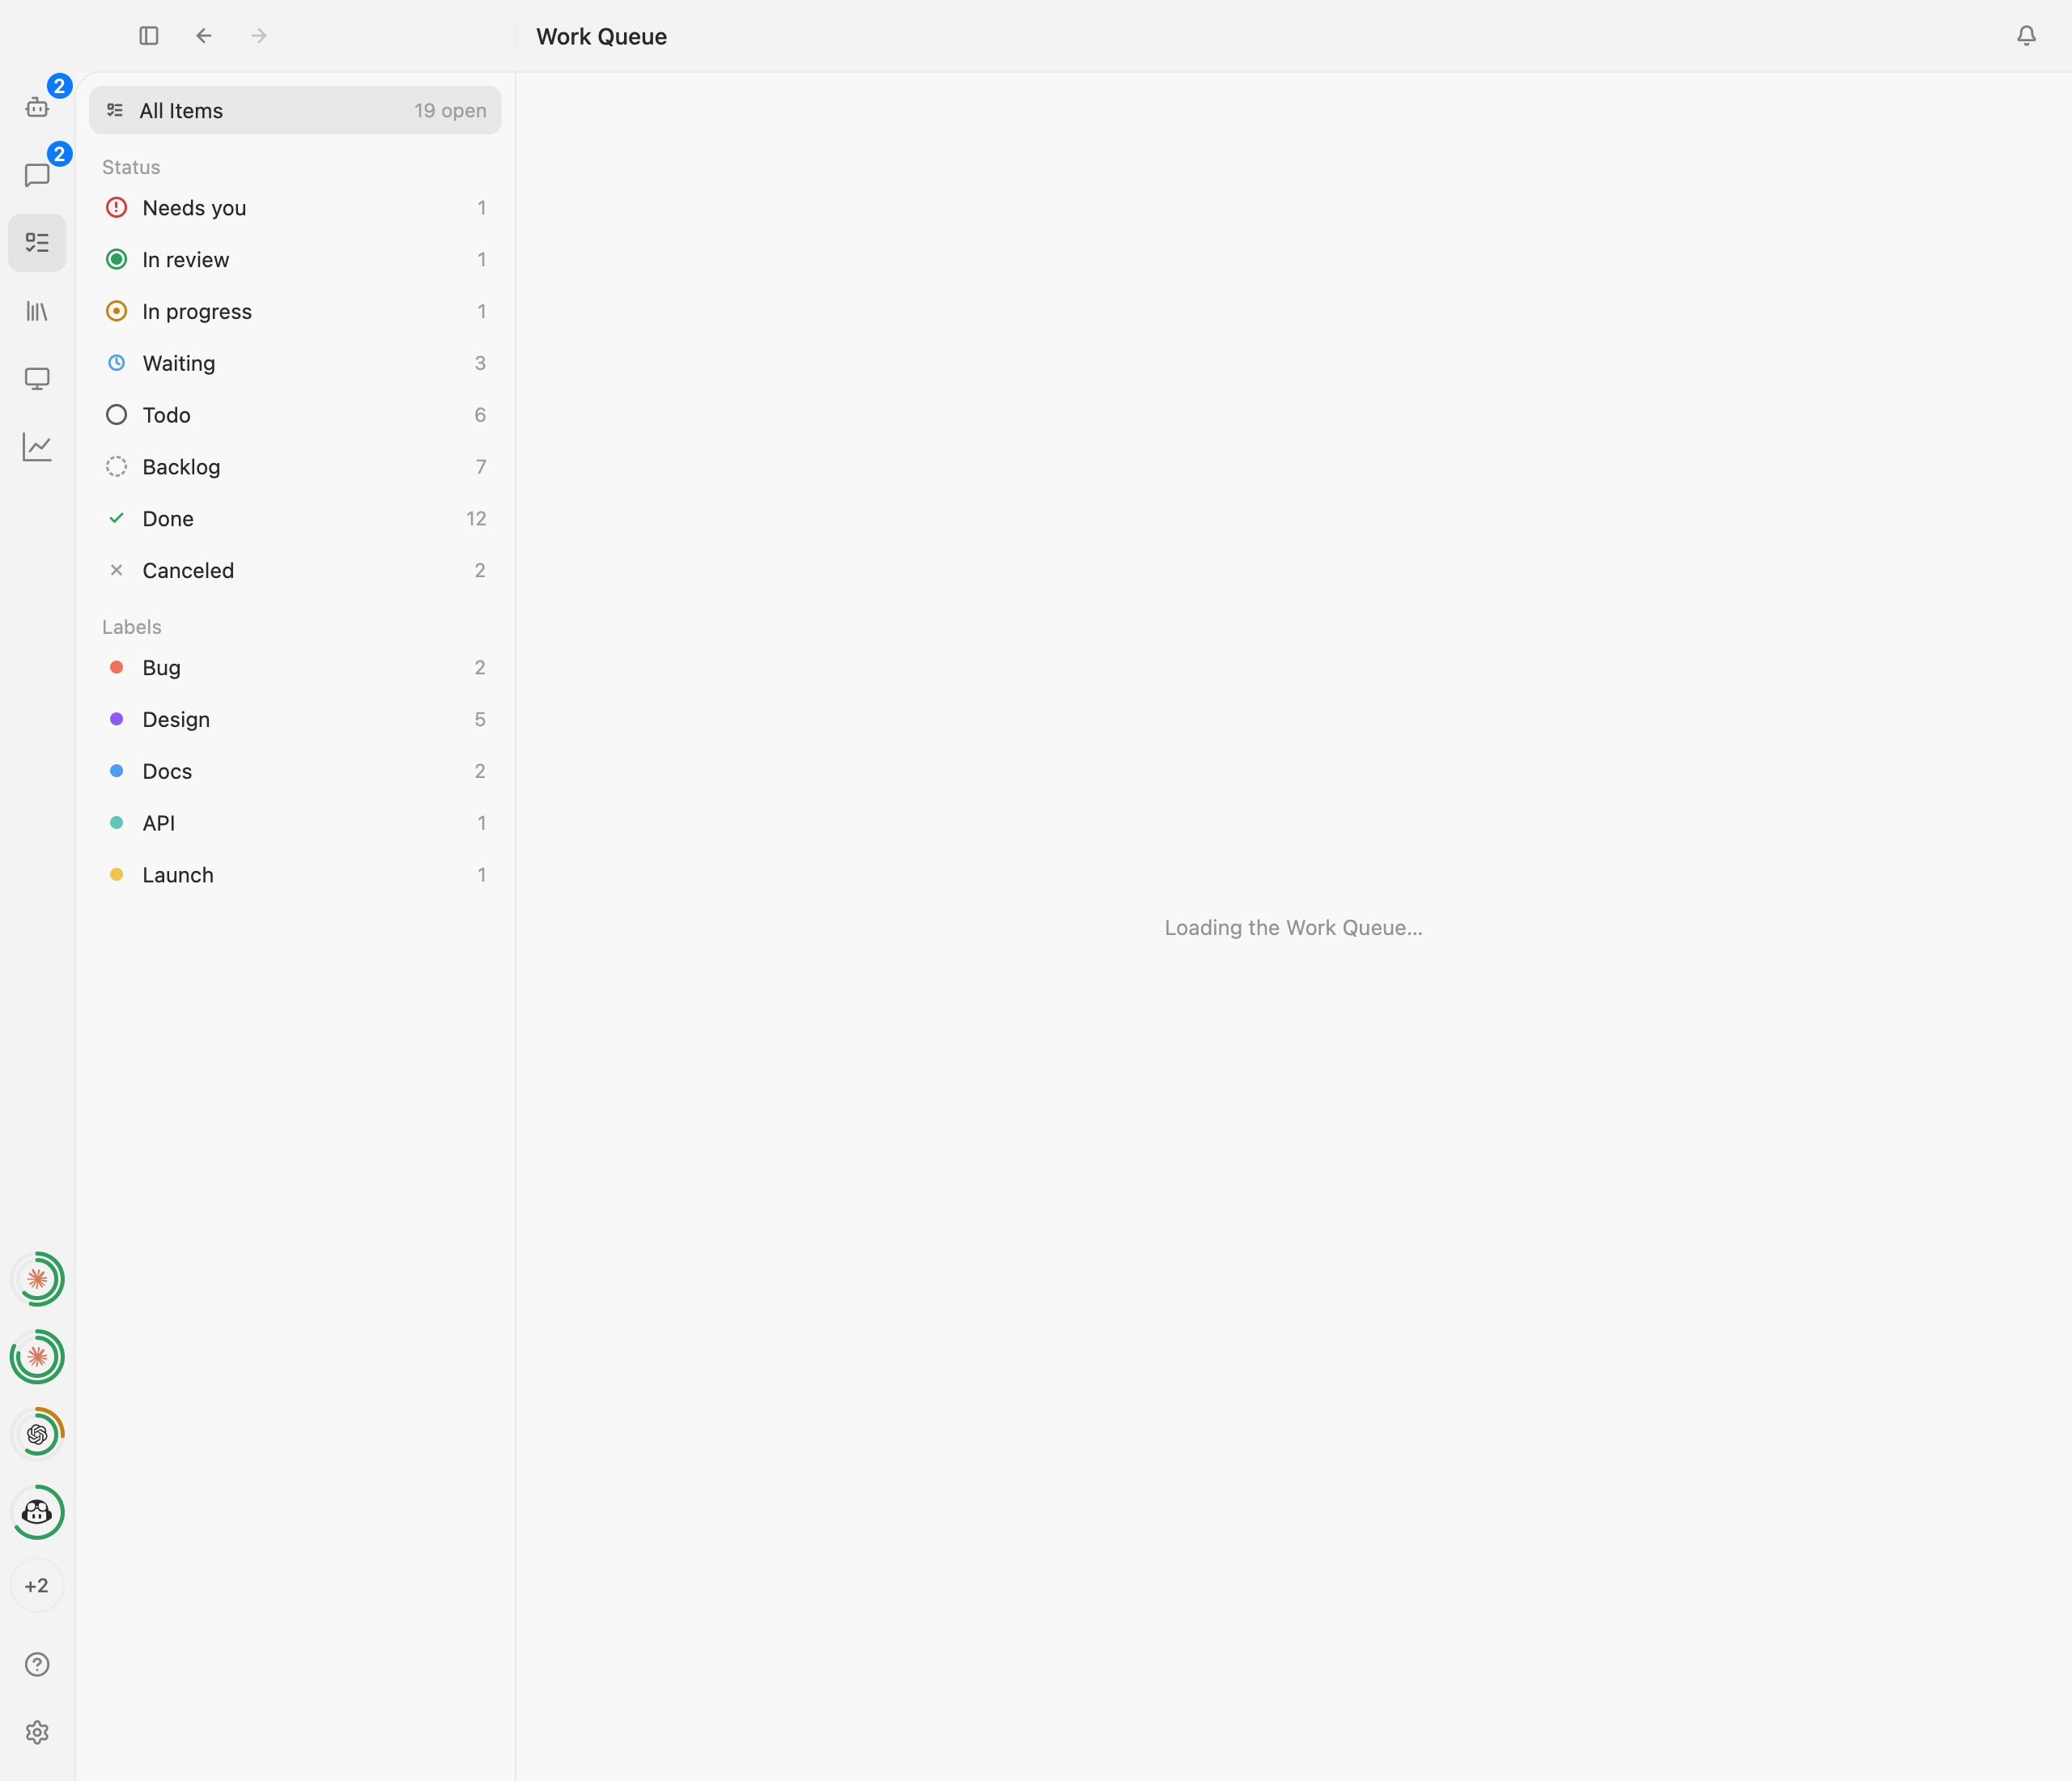 Work Queue
2
2
All Items 19 open
Status
Needs you 1
In review 1
In progress 1
Waiting 3
Todo 6
Backlog 7
Done 12
Canceled 2
Labels
Bug 2
Design 5
Docs 2
API 1
Launch 1
Loading the Work Queue...
+2